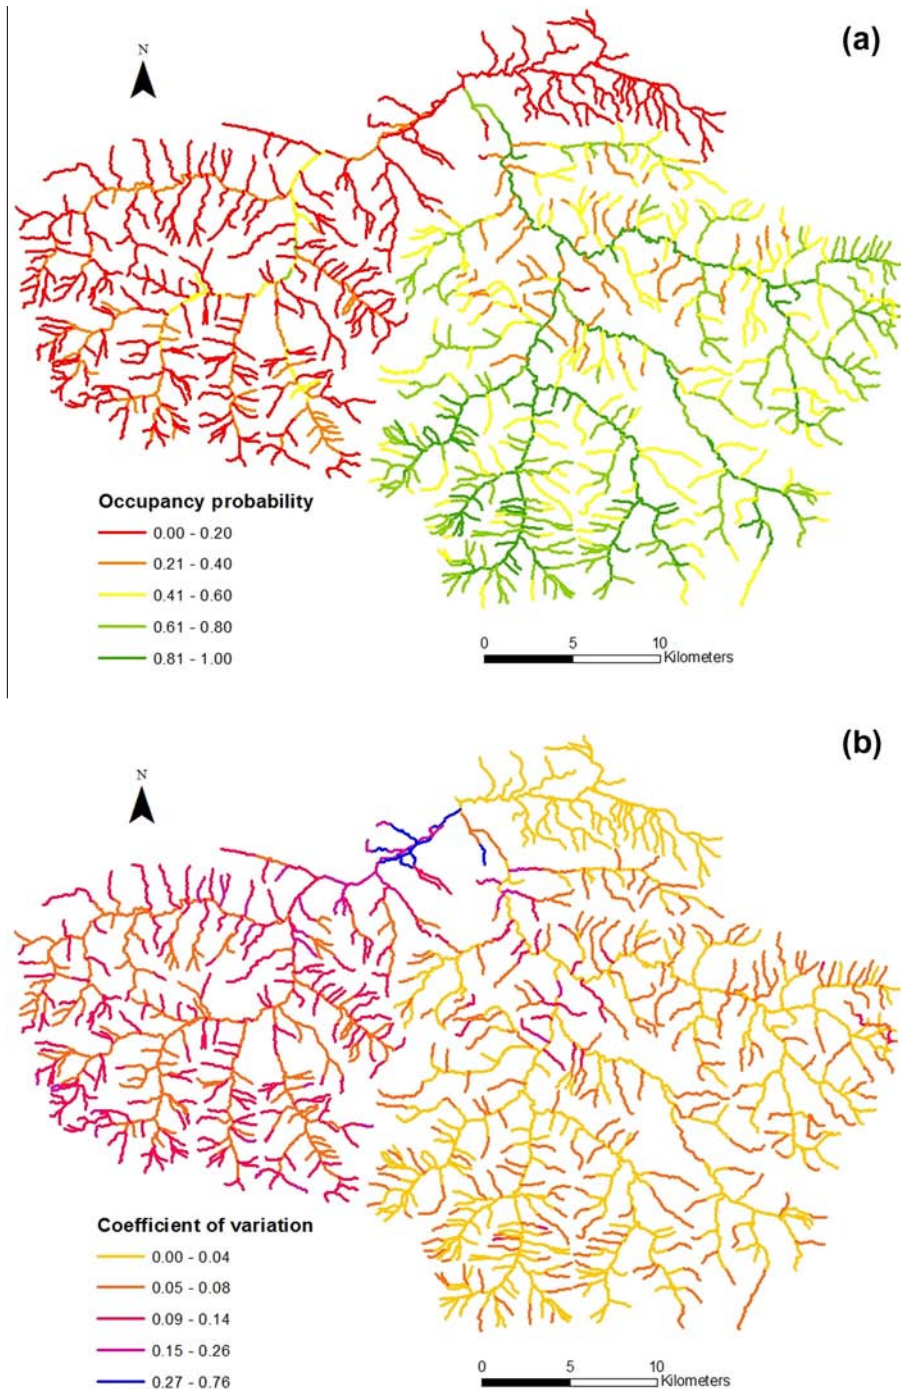 (a)
N
Occupancy probability
0.00 - 0.20
0.21 - 0.40
0.41 - 0.60
0.61 - 0.80
0.81 - 1.00
0 5 10
Kilometers
(b)
N
Coefficient of variation
0.00 - 0.04
0.05 - 0.08
0.09 - 0.14
0.15 - 0.26
0.27 - 0.76
0 5 10
Kilometers